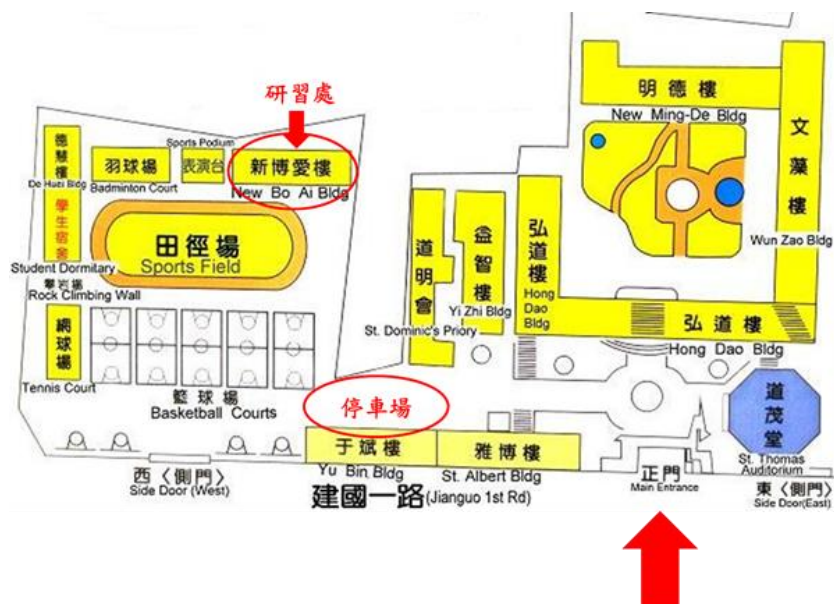 研習處
明德樓
New Ming-De Bldg
文藻樓
Wun Zao Bldg
德慧樓
De Huei Bldg
羽球場
Badminton Court
Sports Podium
表演台
新博愛樓
New Bo Ai Bldg
學生宿舍
Student Dormitary
田徑場
Sports Field
攀岩場
Rock Climbing Wall
網球場
Tennis Court
籃球場
Basketball Courts
道明會
St. Dominic's Priory
益智樓
Yi Zhi Bldg
弘道樓
Hong
Dao
Bldg
弘道樓
Hong Dao Bldg
停車場
道茂堂
St. Thomas
Auditorium
于斌樓
Yu Bin Bldg
雅博樓
St. Albert Bldg
正門
Main Entrance
西〈側門〉
Side Door (West)
東〈側門〉
Side Door(East)
建國一路(Jianguo 1st Rd)